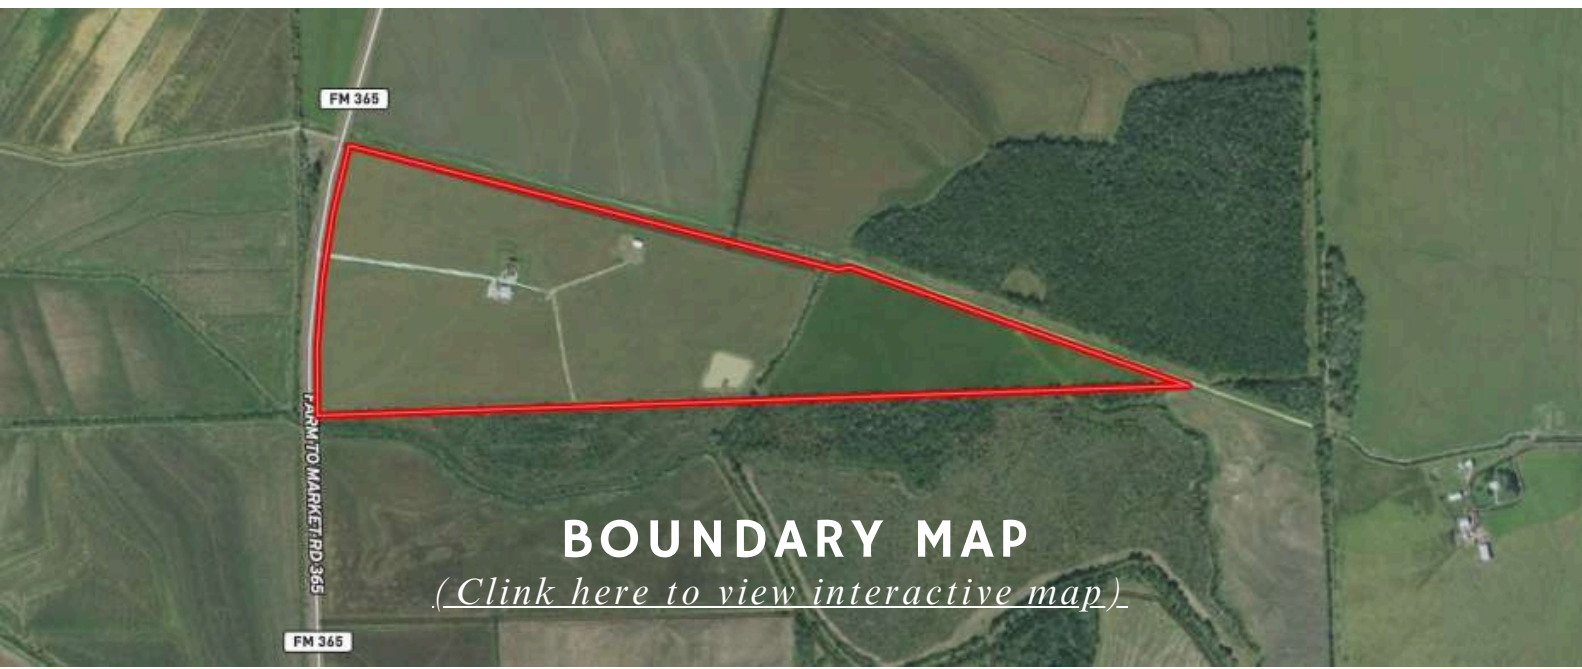 FM 365
FARM TO MARKET RD 365
BOUNDARY MAP
(Clink here to view interactive map)
FM 365